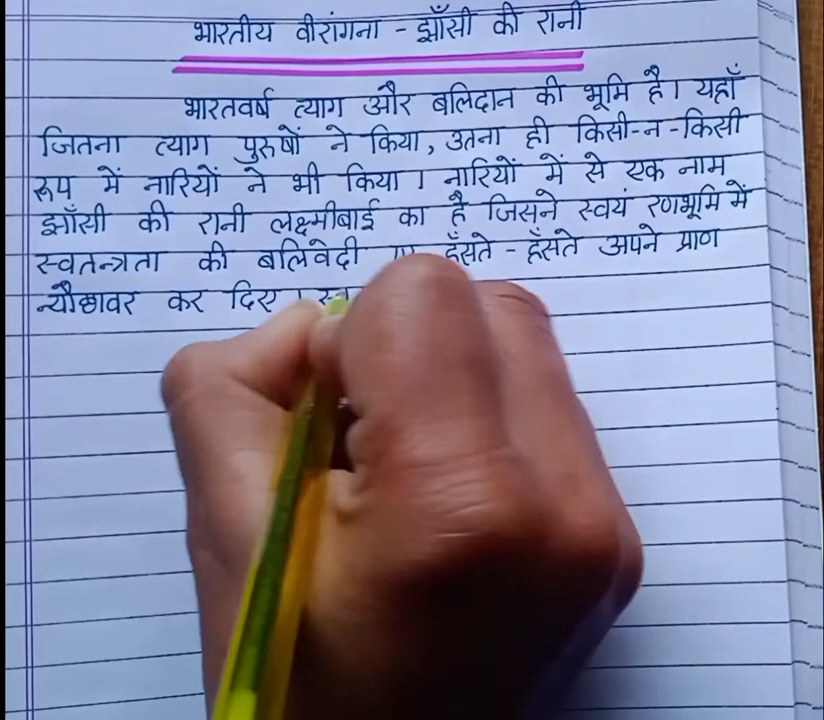 भारतीय वीरांगना - झाँसी की रानी
भारतवर्ष त्याग और बलिदान की भूमि है। यहाँ
जितना त्याग पुरुषों ने किया, उतना ही किसी-न-किसी
रूप में नारियों ने भी किया। नारियों में से एक नाम
झाँसी की रानी लक्ष्मीबाई का है जिसने स्वयं रणभूमि में
स्वतन्त्रता की बलिवेदी हँसते-हँसते अपने प्राण
न्यौछावर कर दिए।